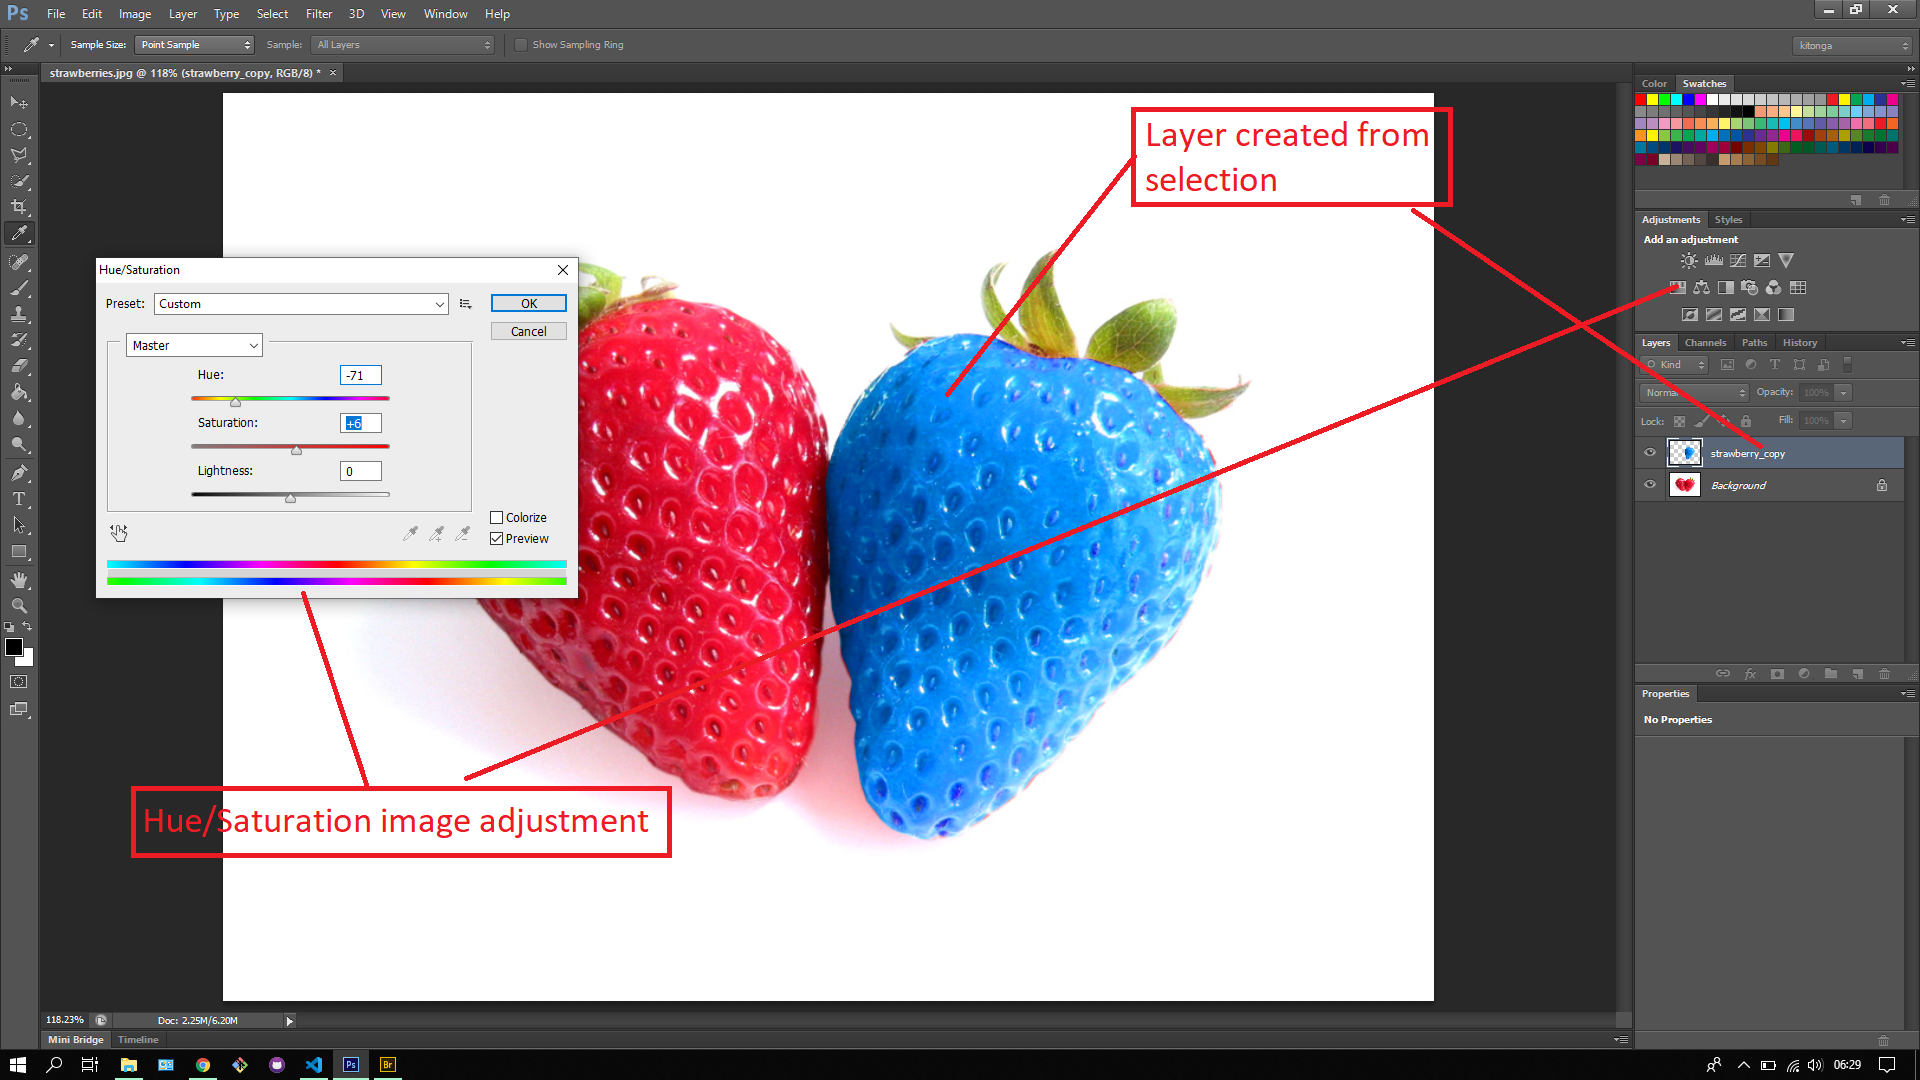 Ps File Edit Image Layer Type Select Filter 3D View Window Help
Sample Size: Point Sample Sample: All Layers Show Sampling Ring kitonga
strawberries.jpg @ 118% (strawberry_copy, RGB/8) *
Color Swatches
Layer created from
selection
Adjustments Styles
Add an adjustment
Hue/Saturation
Preset: Custom OK
Cancel
Master
Hue: -71
Saturation: +6
Lightness: 0
Colorize
Preview
Layers Channels Paths History
Kind
Normal Opacity: 100%
Lock: Fill: 100%
strawberry_copy
Background
fx
Properties
No Properties
Hue/Saturation image adjustment
118.23% Doc: 2.25M/6.20M
Mini Bridge Timeline
Ps Br 06:29